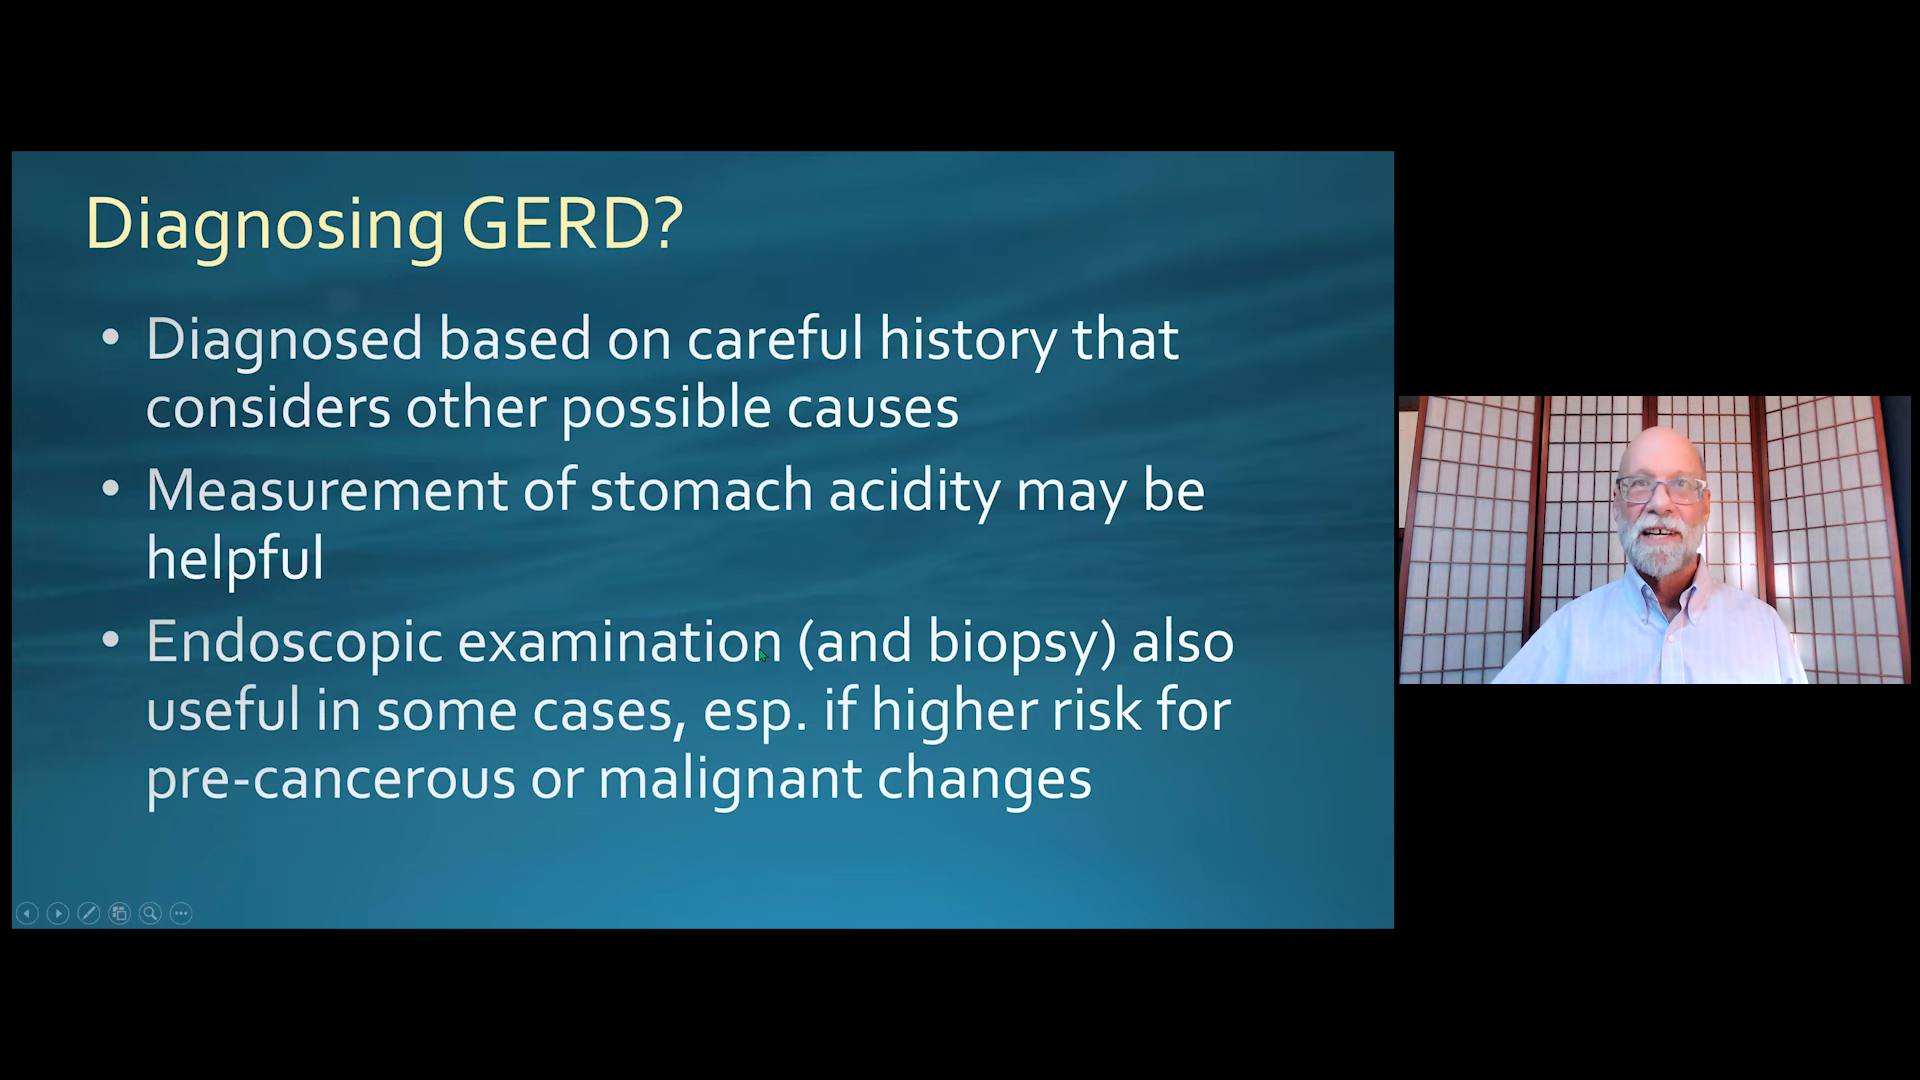 Diagnosing GERD?
• Diagnosed based on careful history that
considers other possible causes
• Measurement of stomach acidity may be
helpful
• Endoscopic examination (and biopsy) also
useful in some cases, esp. if higher risk for
pre-cancerous or malignant changes